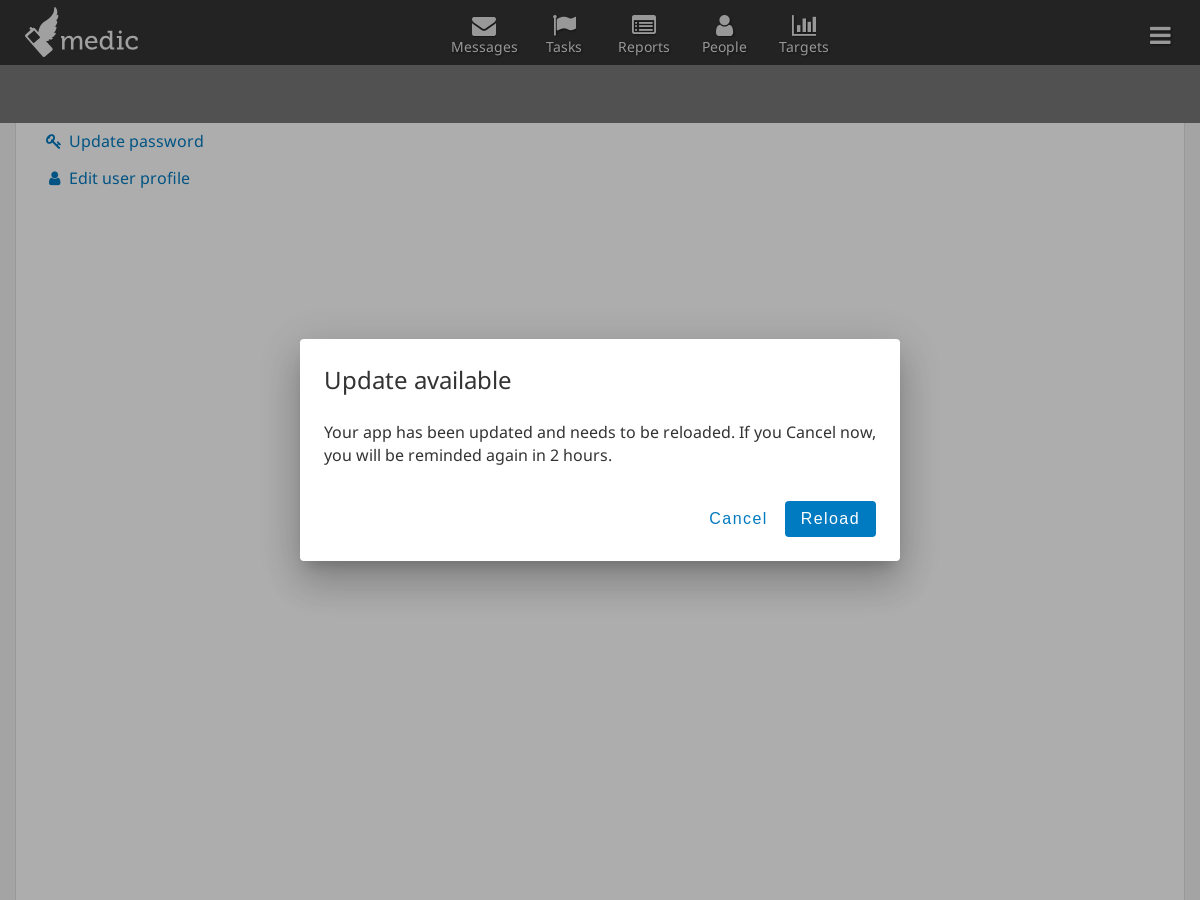 medic
Messages
Tasks
Reports
People
Targets
Update password
Edit user profile
Update available
Your app has been updated and needs to be reloaded. If you Cancel now,
you will be reminded again in 2 hours.
Cancel
Reload